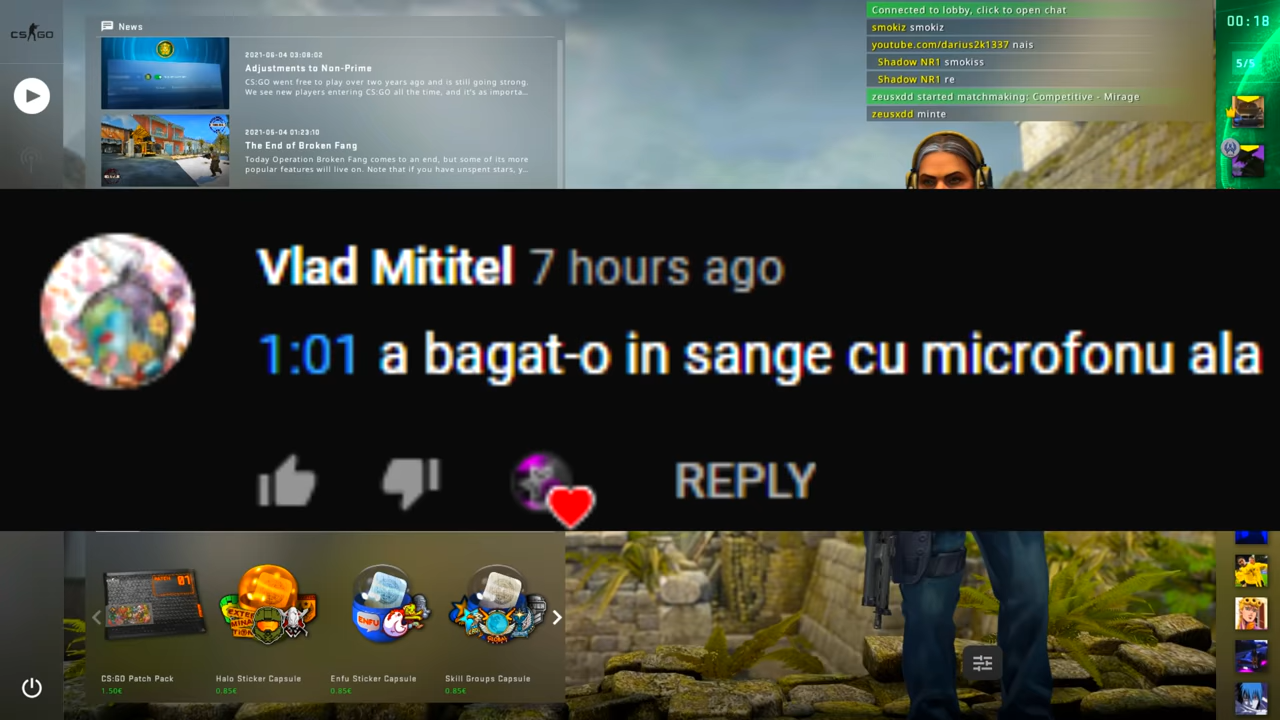 CS GO
News
2021-06-04 03:08:02
Adjustments to Non-Prime
CS:GO went free to play over two years ago and is still going strong.
We see new players entering CS:GO all the time, and it's as importa...
2021-06-04 01:23:10
The End of Broken Fang
Today Operation Broken Fang comes to an end, but some of its more
popular features will live on. Note that if you have unspent stars, y...
Connected to lobby, click to open chat
smokiz smokiz
youtube.com/darius2k1337 nais
Shadow NR1 smokiss
Shadow NR1 re
zeusxdd started matchmaking: Competitive - Mirage
zeusxdd minte
00:18
5/5
Vlad Mititel 7 hours ago
1:01 a bagat-o in sange cu microfonu ala
REPLY
CS:GO Patch Pack
1.50€
Halo Sticker Capsule
0.85€
Enfu Sticker Capsule
0.85€
Skill Groups Capsule
0.85€